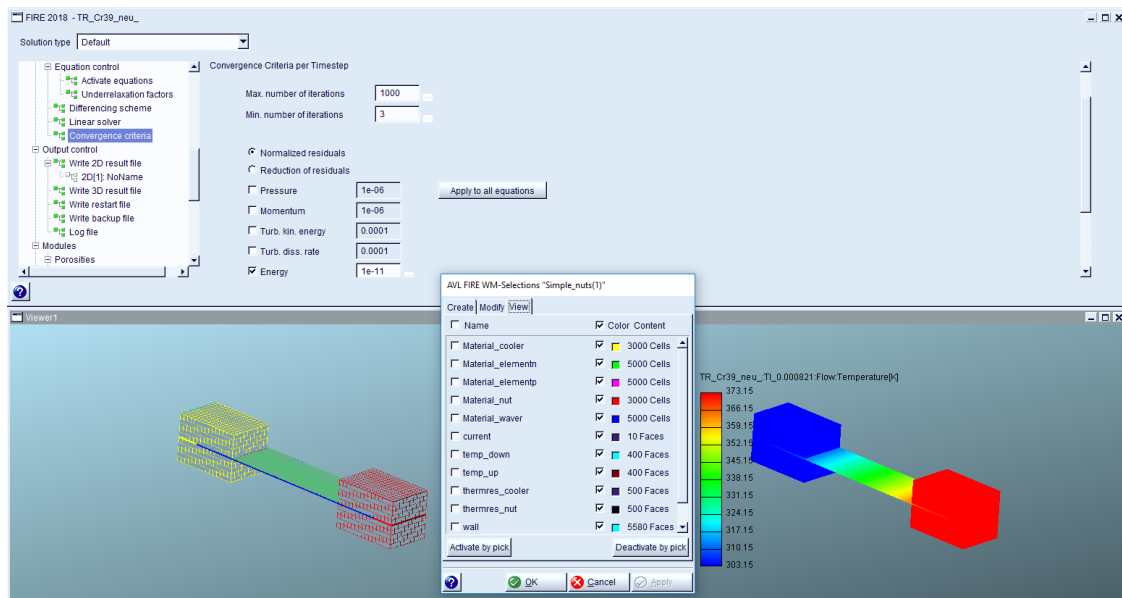 FIRE 2018 - TR_Cr39_neu_
Solution type Default
Equation control
Activate equations
Underrelaxation factors
Differencing scheme
Linear solver
Convergence criteria
Output control
Write 2D result file
2D[1]: NoName
Write 3D result file
Write restart file
Write backup file
Log file
Modules
Porosities
Convergence Criteria per Timestep
Max. number of iterations 1000
Min. number of iterations 3
Normalized residuals
Reduction of residuals
Pressure 1e-06 Apply to all equations
Momentum 1e-06
Turb. kin. energy 0.0001
Turb. diss. rate 0.0001
Energy 1e-11
Viewer1
AVL FIRE WM-Selections "Simple_nuts(1)"
Create Modify View
Name Color Content
Material_cooler 3000 Cells
Material_elementn 5000 Cells
Material_elementp 5000 Cells
Material_nut 3000 Cells
Material_waver 5000 Cells
current 10 Faces
temp_down 400 Faces
temp_up 400 Faces
thermres_cooler 500 Faces
thermres_nut 500 Faces
wall 5580 Faces
Activate by pick Deactivate by pick
OK Cancel Apply
TR_Cr39_neu_:TI_0.000821:Flow:Temperature[K]
373.15
366.15
359.15
352.15
345.15
338.15
331.15
324.15
317.15
310.15
303.15